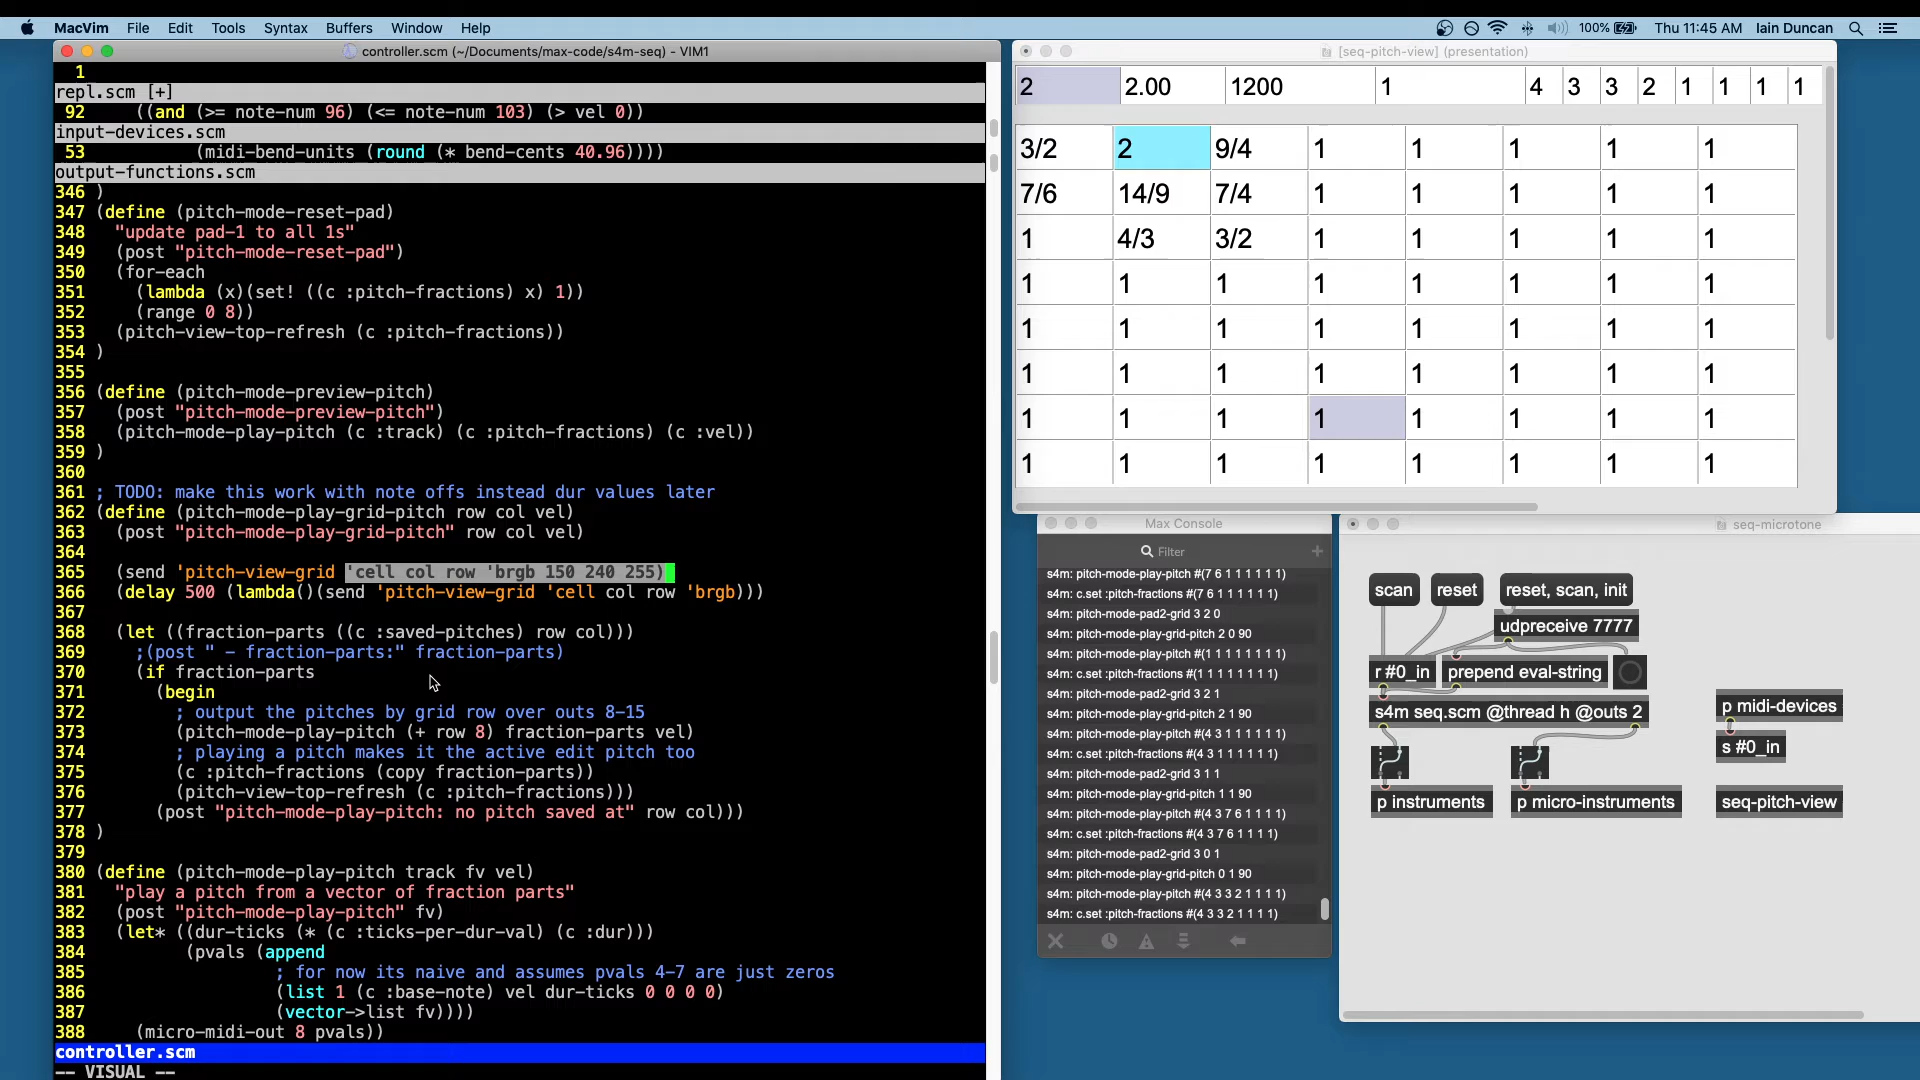 MacVim File Edit Tools Syntax Buffers Window Help
100% Thu 11:45 AM Iain Duncan
controller.scm (~/Documents/max-code/s4m-seq) - VIM1
1
repl.scm [+]
92 ((and (>= note-num 96) (<= note-num 103) (> vel 0))
input-devices.scm
53 (midi-bend-units (round (* bend-cents 40.96))))
output-functions.scm
346 )
347 (define (pitch-mode-reset-pad)
348 "update pad-1 to all 1s"
349 (post "pitch-mode-reset-pad")
350 (for-each
351 (lambda (x)(set! ((c :pitch-fractions) x) 1))
352 (range 0 8))
353 (pitch-view-top-refresh (c :pitch-fractions))
354 )
355
356 (define (pitch-mode-preview-pitch)
357 (post "pitch-mode-preview-pitch")
358 (pitch-mode-play-pitch (c :track) (c :pitch-fractions) (c :vel))
359 )
360
361 ; TODO: make this work with note offs instead dur values later
362 (define (pitch-mode-play-grid-pitch row col vel)
363 (post "pitch-mode-play-grid-pitch" row col vel)
364
365 (send 'pitch-view-grid 'cell col row 'brgb 150 240 255)
366 (delay 500 (lambda()(send 'pitch-view-grid 'cell col row 'brgb)))
367
368 (let ((fraction-parts ((c :saved-pitches) row col)))
369 ;(post " - fraction-parts:" fraction-parts)
370 (if fraction-parts
371 (begin
372 ; output the pitches by grid row over outs 8-15
373 (pitch-mode-play-pitch (+ row 8) fraction-parts vel)
374 ; playing a pitch makes it the active edit pitch too
375 (c :pitch-fractions (copy fraction-parts))
376 (pitch-view-top-refresh (c :pitch-fractions)))
377 (post "pitch-mode-play-pitch: no pitch saved at" row col)))
378 )
379
380 (define (pitch-mode-play-pitch track fv vel)
381 "play a pitch from a vector of fraction parts"
382 (post "pitch-mode-play-pitch" fv)
383 (let* ((dur-ticks (* (c :ticks-per-dur-val) (c :dur)))
384 (pvals (append
385 ; for now its naive and assumes pvals 4-7 are just zeros
386 (list 1 (c :base-note) vel dur-ticks 0 0 0 0)
387 (vector->list fv))))
388 (micro-midi-out 8 pvals))
controller.scm
-- VISUAL --
[seq-pitch-view] (presentation)
2 2.00 1200 1 4 3 3 2 1 1 1 1
3/2 2 9/4 1 1 1 1 1
7/6 14/9 7/4 1 1 1 1 1
1 4/3 3/2 1 1 1 1 1
1 1 1 1 1 1 1 1
1 1 1 1 1 1 1 1
1 1 1 1 1 1 1 1
1 1 1 1 1 1 1 1
1 1 1 1 1 1 1 1
Max Console
Filter
s4m: pitch-mode-play-pitch #(7 6 1 1 1 1 1 1)
s4m: c.set :pitch-fractions #(7 6 1 1 1 1 1 1)
s4m: pitch-mode-pad2-grid 3 2 0
s4m: pitch-mode-play-grid-pitch 2 0 90
s4m: pitch-mode-play-pitch #(1 1 1 1 1 1 1 1)
s4m: c.set :pitch-fractions #(1 1 1 1 1 1 1 1)
s4m: pitch-mode-pad2-grid 3 2 1
s4m: pitch-mode-play-grid-pitch 2 1 90
s4m: pitch-mode-play-pitch #(4 3 1 1 1 1 1 1)
s4m: c.set :pitch-fractions #(4 3 1 1 1 1 1 1)
s4m: pitch-mode-pad2-grid 3 1 1
s4m: pitch-mode-play-grid-pitch 1 1 90
s4m: pitch-mode-play-pitch #(4 3 7 6 1 1 1 1)
s4m: c.set :pitch-fractions #(4 3 7 6 1 1 1 1)
s4m: pitch-mode-pad2-grid 3 0 1
s4m: pitch-mode-play-grid-pitch 0 1 90
s4m: pitch-mode-play-pitch #(4 3 3 2 1 1 1 1)
s4m: c.set :pitch-fractions #(4 3 3 2 1 1 1 1)
seq-microtone
scan reset reset, scan, init
udpreceive 7777
r #0_in prepend eval-string
s4m seq.scm @thread h @outs 2
p instruments p micro-instruments
p midi-devices
s #0_in
seq-pitch-view